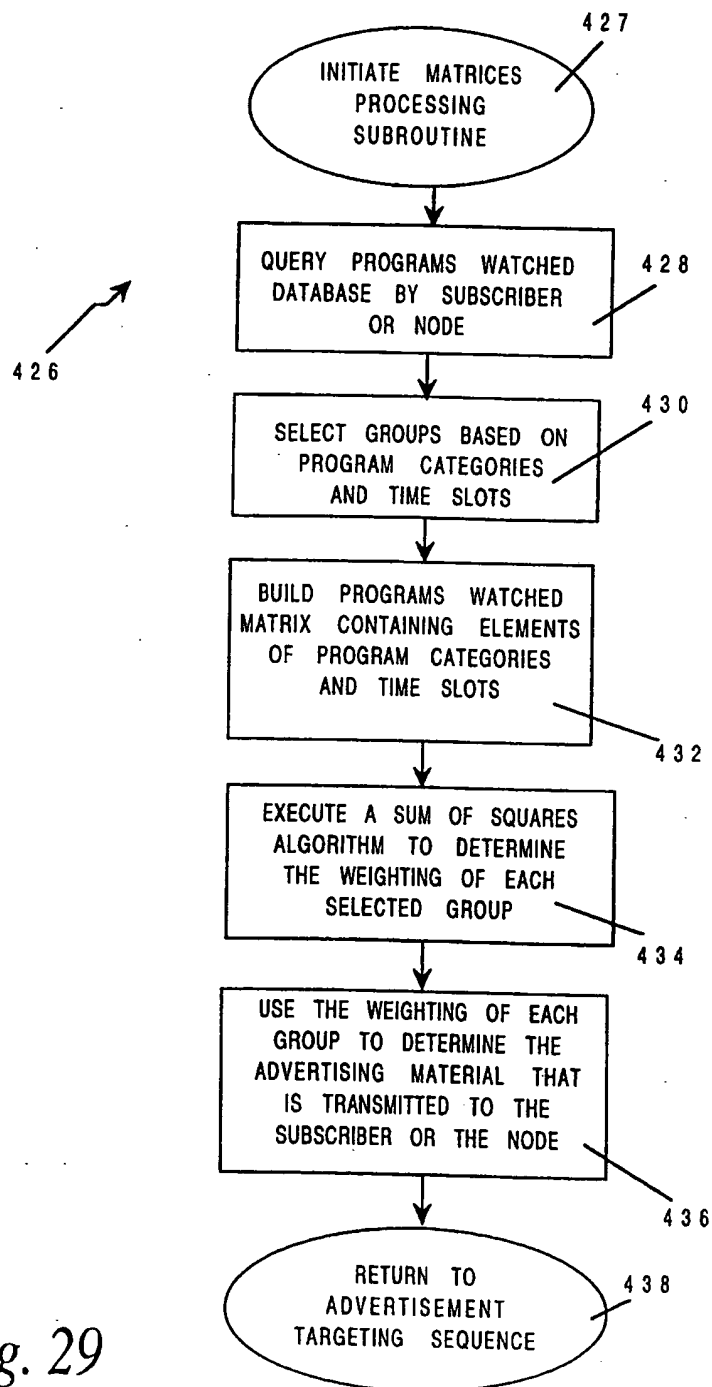 427
INITIATE MATRICES
PROCESSING
SUBROUTINE
QUERY PROGRAMS WATCHED
DATABASE BY SUBSCRIBER
OR NODE
428
426
SELECT GROUPS BASED ON
PROGRAM CATEGORIES
AND TIME SLOTS
430
BUILD PROGRAMS WATCHED
MATRIX CONTAINING ELEMENTS
OF PROGRAM CATEGORIES
AND TIME SLOTS
432
EXECUTE A SUM OF SQUARES
ALGORITHM TO DETERMINE
THE WEIGHTING OF EACH
SELECTED GROUP
434
USE THE WEIGHTING OF EACH
GROUP TO DETERMINE THE
ADVERTISING MATERIAL THAT
IS TRANSMITTED TO THE
SUBSCRIBER OR THE NODE
436
RETURN TO
ADVERTISEMENT
TARGETING SEQUENCE
438
g. 29